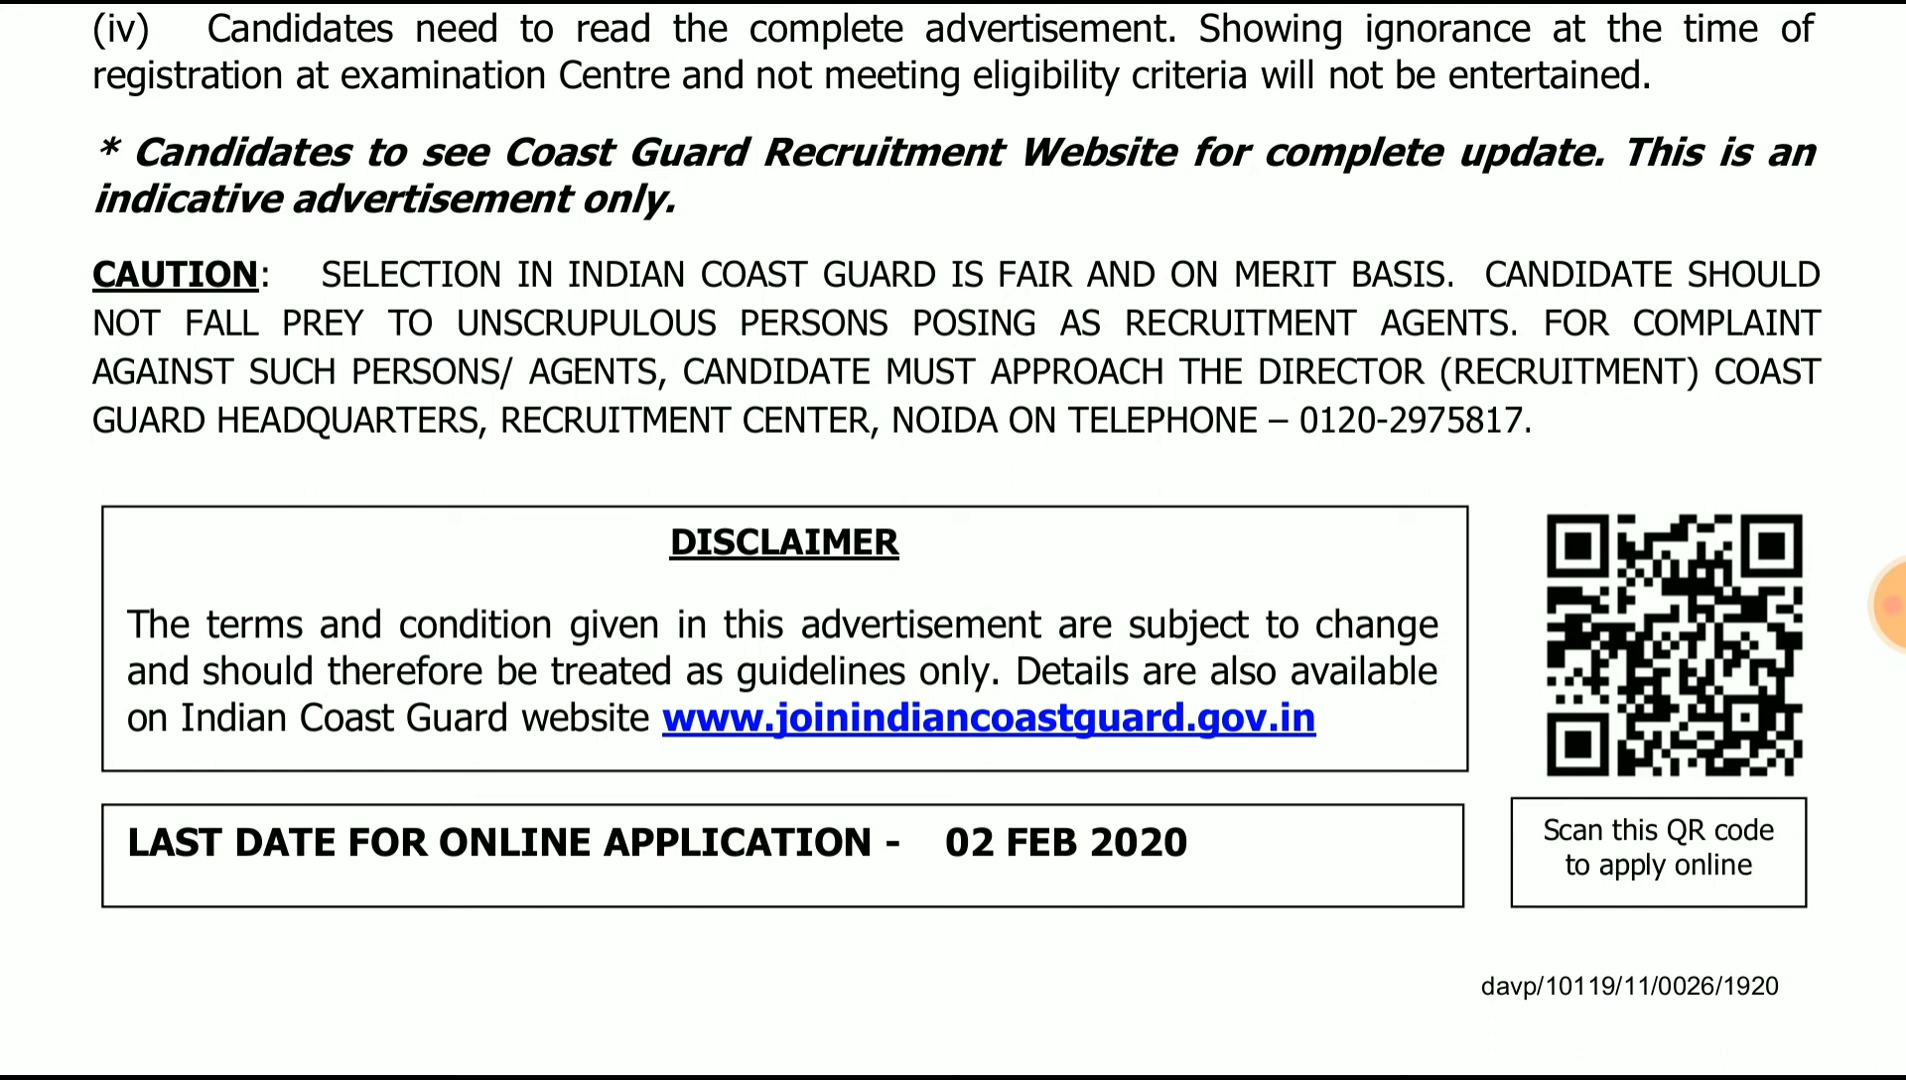 (iv) Candidates need to read the complete advertisement. Showing ignorance at the time of
registration at examination Centre and not meeting eligibility criteria will not be entertained.
* Candidates to see Coast Guard Recruitment Website for complete update. This is an
indicative advertisement only.
CAUTION: SELECTION IN INDIAN COAST GUARD IS FAIR AND ON MERIT BASIS. CANDIDATE SHOULD
NOT FALL PREY TO UNSCRUPULOUS PERSONS POSING AS RECRUITMENT AGENTS. FOR COMPLAINT
AGAINST SUCH PERSONS/ AGENTS, CANDIDATE MUST APPROACH THE DIRECTOR (RECRUITMENT) COAST
GUARD HEADQUARTERS, RECRUITMENT CENTER, NOIDA ON TELEPHONE – 0120-2975817.
DISCLAIMER
The terms and condition given in this advertisement are subject to change
and should therefore be treated as guidelines only. Details are also available
on Indian Coast Guard website www.joinindiancoastguard.gov.in
LAST DATE FOR ONLINE APPLICATION - 02 FEB 2020
Scan this QR code
to apply online
davp/10119/11/0026/1920